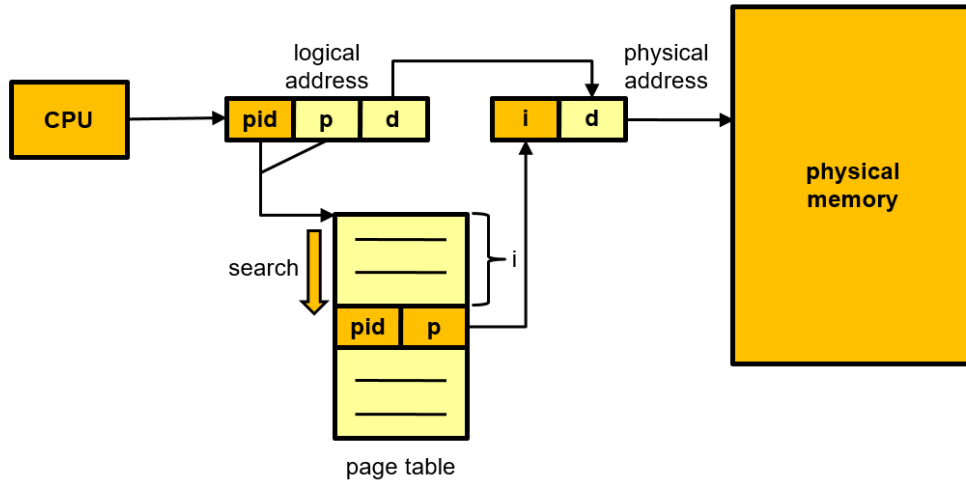 logical
address
physical
address
CPU
pid p d
i d
physical
memory
search
i
pid p
page table